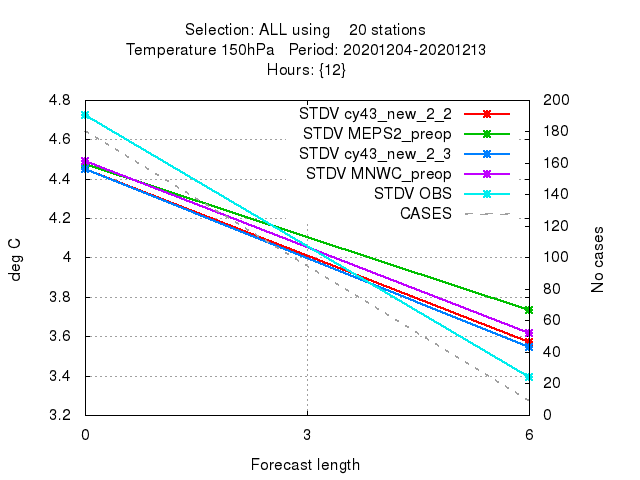 Selection: ALL using 20 stations
Temperature 150hPa Period: 20201204-20201213
Hours: {12}
4.8
4.6
4.4
4.2
4
3.8
3.6
3.4
3.2
deg C
STDV cy43_new_2_2
STDV MEPS2_preop
STDV cy43_new_2_3
STDV MNWC_preop
STDV OBS
CASES
200
180
160
140
120
100
80
60
40
20
0
No cases
0 3 6
Forecast length